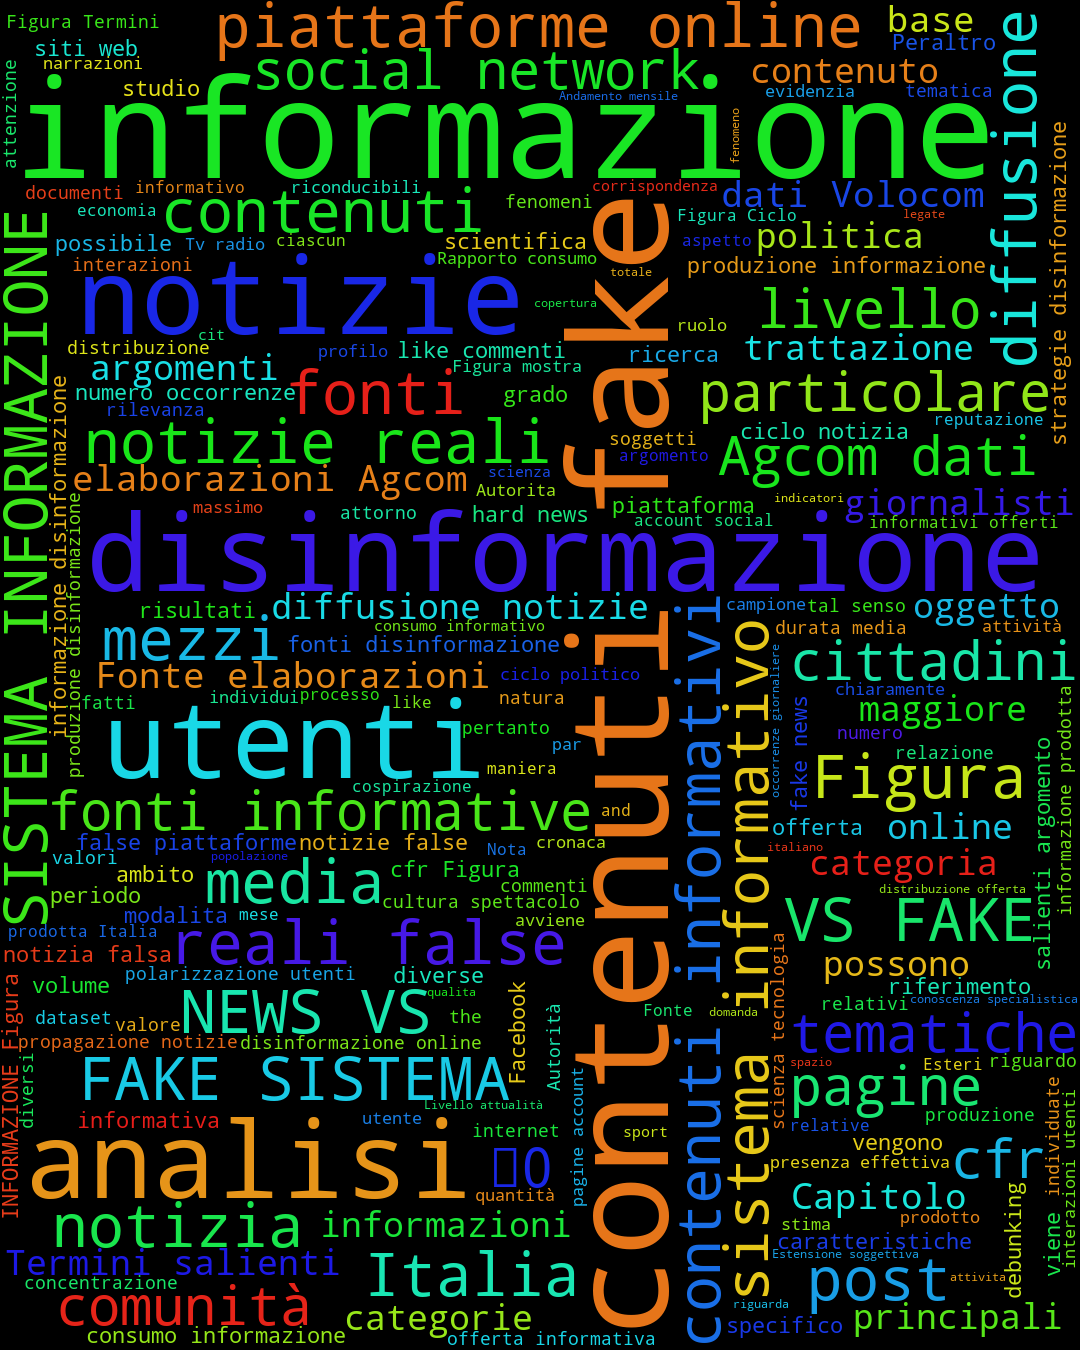 Figura Termini
piattaforme online
base
Peraltro
siti web
narrazioni
social network
contenuto
diffusione
studio
Andamento mensile
evidenzia
tematica
attenzione
informazione
fenomeno
strategie disinformazione
documenti
informativo
riconducibili
corrispondenza
dati Volocom
economia
contenuti
fenomeni
Figura Ciclo
legate
possibile
Tv radio
ciascun
scientifica
aspetto
politica
interazioni
Rapporto consumo
totale
produzione informazione
notizie
fake contenuti
copertura
livello
cit
ruolo
distribuzione
profilo
like commenti
ricerca
trattazione
argomenti
Figura mostra
numero occorrenze
fonti
grado
particolare
rilevanza
reputazione
notizie reali
soggetti
ciclo notizia
argomento
Agcom dati
elaborazioni Agcom
scienza
Autorita
indicatori
giornalisti
massimo
attorno
hard news
piattaforma
account social
informativi offerti
SISTEMA INFORMAZIONE
informazione disinformazione
produzione disinformazione
disinformazione
risultati
diffusione notizie
campione
tal senso
oggetto
consumo informativo
durata media
attività
mezzi
fonti disinformazione
cittadini
Fonte elaborazioni
ciclo politico
chiaramente
fatti
individui
processo
like
natura
maggiore
utenti
pertanto
numero
par
relazione
maniera
cospirazione
Figura
fake news
occorrenze giornaliere
contenuti informativi
sistema informativo
fonti informative
and
offerta
online
false piattaforme
notizie false
Nota
cronaca
italiano
valori
popolazione
categoria
ambito
media
cfr Figura
salienti argomento
informazione prodotta
periodo
commenti
distribuzione offerta
cultura spettacolo
modalita
mese
avviene
VS FAKE
prodotta Italia
reali false
notizia falsa
possono
polarizzazione utenti
diverse
riferimento
volume
qualita
relativi
conoscenza specialistica
dataset
valore
NEWS VS
the
Facebook
Autorità
Fonte
domanda
scienza tecnologia
propagazione notizie
disinformazione online
tematiche
INFORMAZIONE Figura
diversi
FAKE SISTEMA
spazio
Esteri
riguardo
pagine
Livello attualità
informativa
utente
produzione
analisi
internet
pagine account
sport
relative
vengono
�0
presenza effettiva
cfr
quantità
viene individuate
interazioni utenti
notizia
informazioni
Capitolo
stima
prodotto
debunking
Termini salienti
caratteristiche
Estensione soggettiva
concentrazione
Italia
post
attivita
comunità
categorie
riguarda
principali
consumo informazione
specifico
offerta informativa